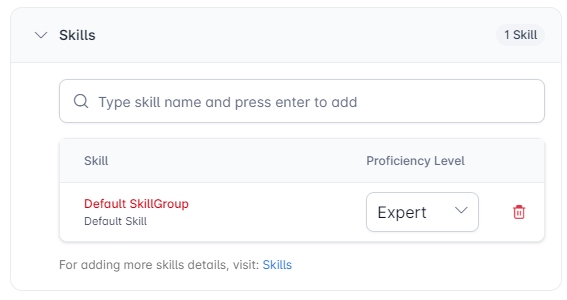 Skills
1 Skill
Type skill name and press enter to add
Skill Proficiency Level
Default SkillGroup
Default Skill
Expert
For adding more skills details, visit: Skills